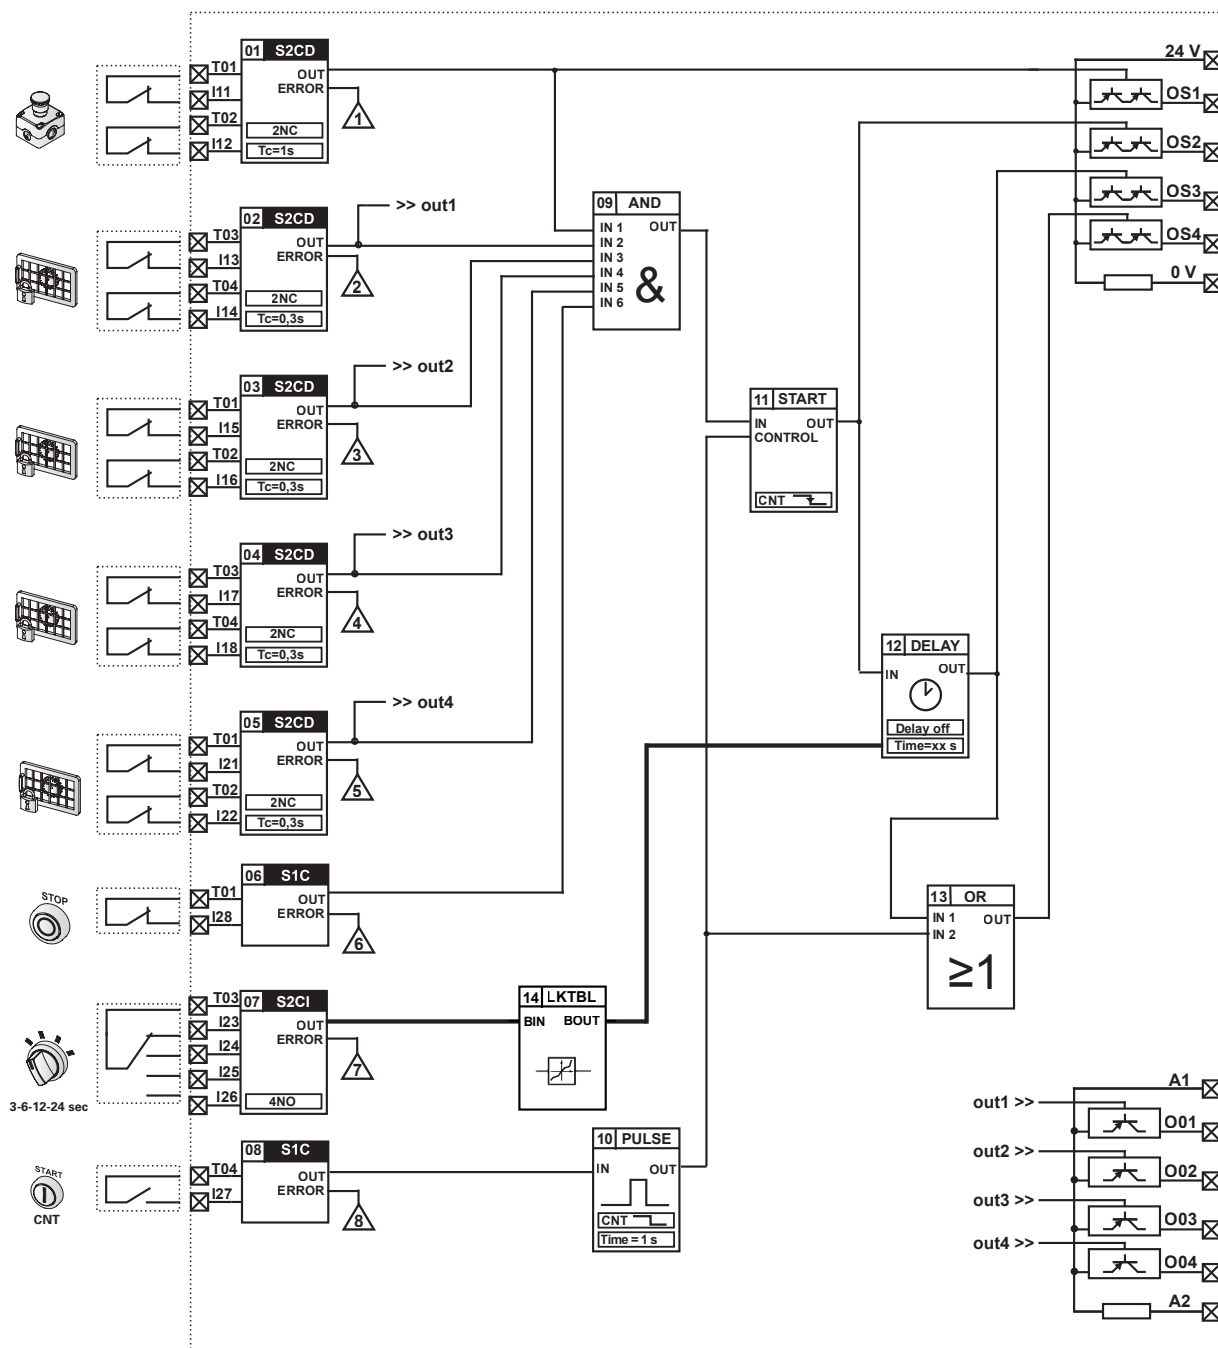 01 S2CD
T01
OUT
I11
ERROR
1
T02
2NC
I12
Tc=1s
24 V
OS1
OS2
OS3
OS4
0 V
02 S2CD
>> out1
T03
OUT
I13
ERROR
2
T04
2NC
I14
Tc=0,3s
09 AND
IN 1 OUT
IN 2
IN 3
IN 4
IN 5
IN 6
&
03 S2CD
>> out2
T01
OUT
I15
ERROR
3
T02
2NC
I16
Tc=0,3s
11 START
IN OUT
CONTROL
CNT
04 S2CD
>> out3
T03
OUT
I17
ERROR
4
T04
2NC
I18
Tc=0,3s
12 DELAY
IN OUT
Delay off
Time=xx s
05 S2CD
>> out4
T01
OUT
I21
ERROR
5
T02
2NC
I22
Tc=0,3s
STOP
06 S1C
T01
OUT
I28
ERROR
6
13 OR
IN 1 OUT
IN 2
≥1
3-6-12-24 sec
07 S2CI
T03
I23
OUT
ERROR
I24
7
I25
I26
4NO
14 LKTBL
BIN BOUT
START
CNT
08 S1C
T04
OUT
I27
ERROR
8
10 PULSE
IN OUT
CNT
Time = 1 s
A1
out1 >>
O01
out2 >>
O02
out3 >>
O03
out4 >>
O04
A2